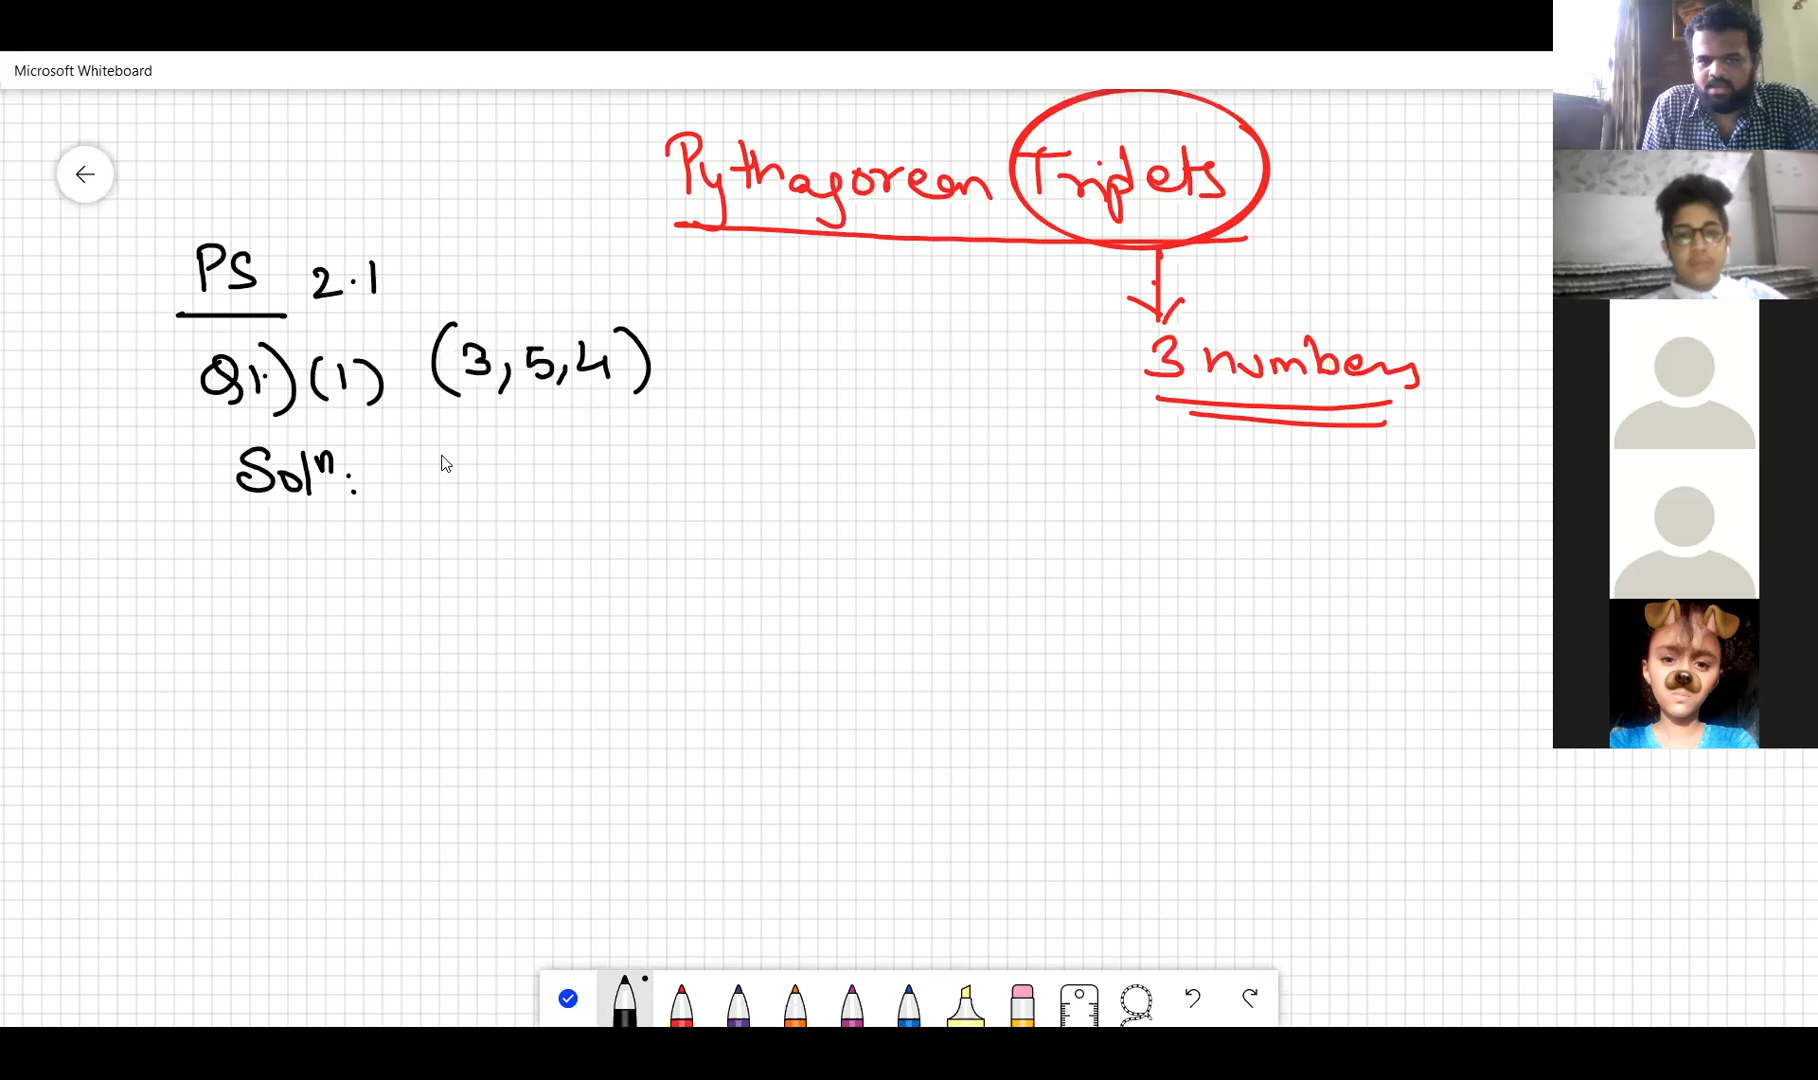 Microsoft Whiteboard
Pythagorean Triplets
3 numbers
PS 2.1
Q1.) (1) (3, 5, 4)
Solⁿ: